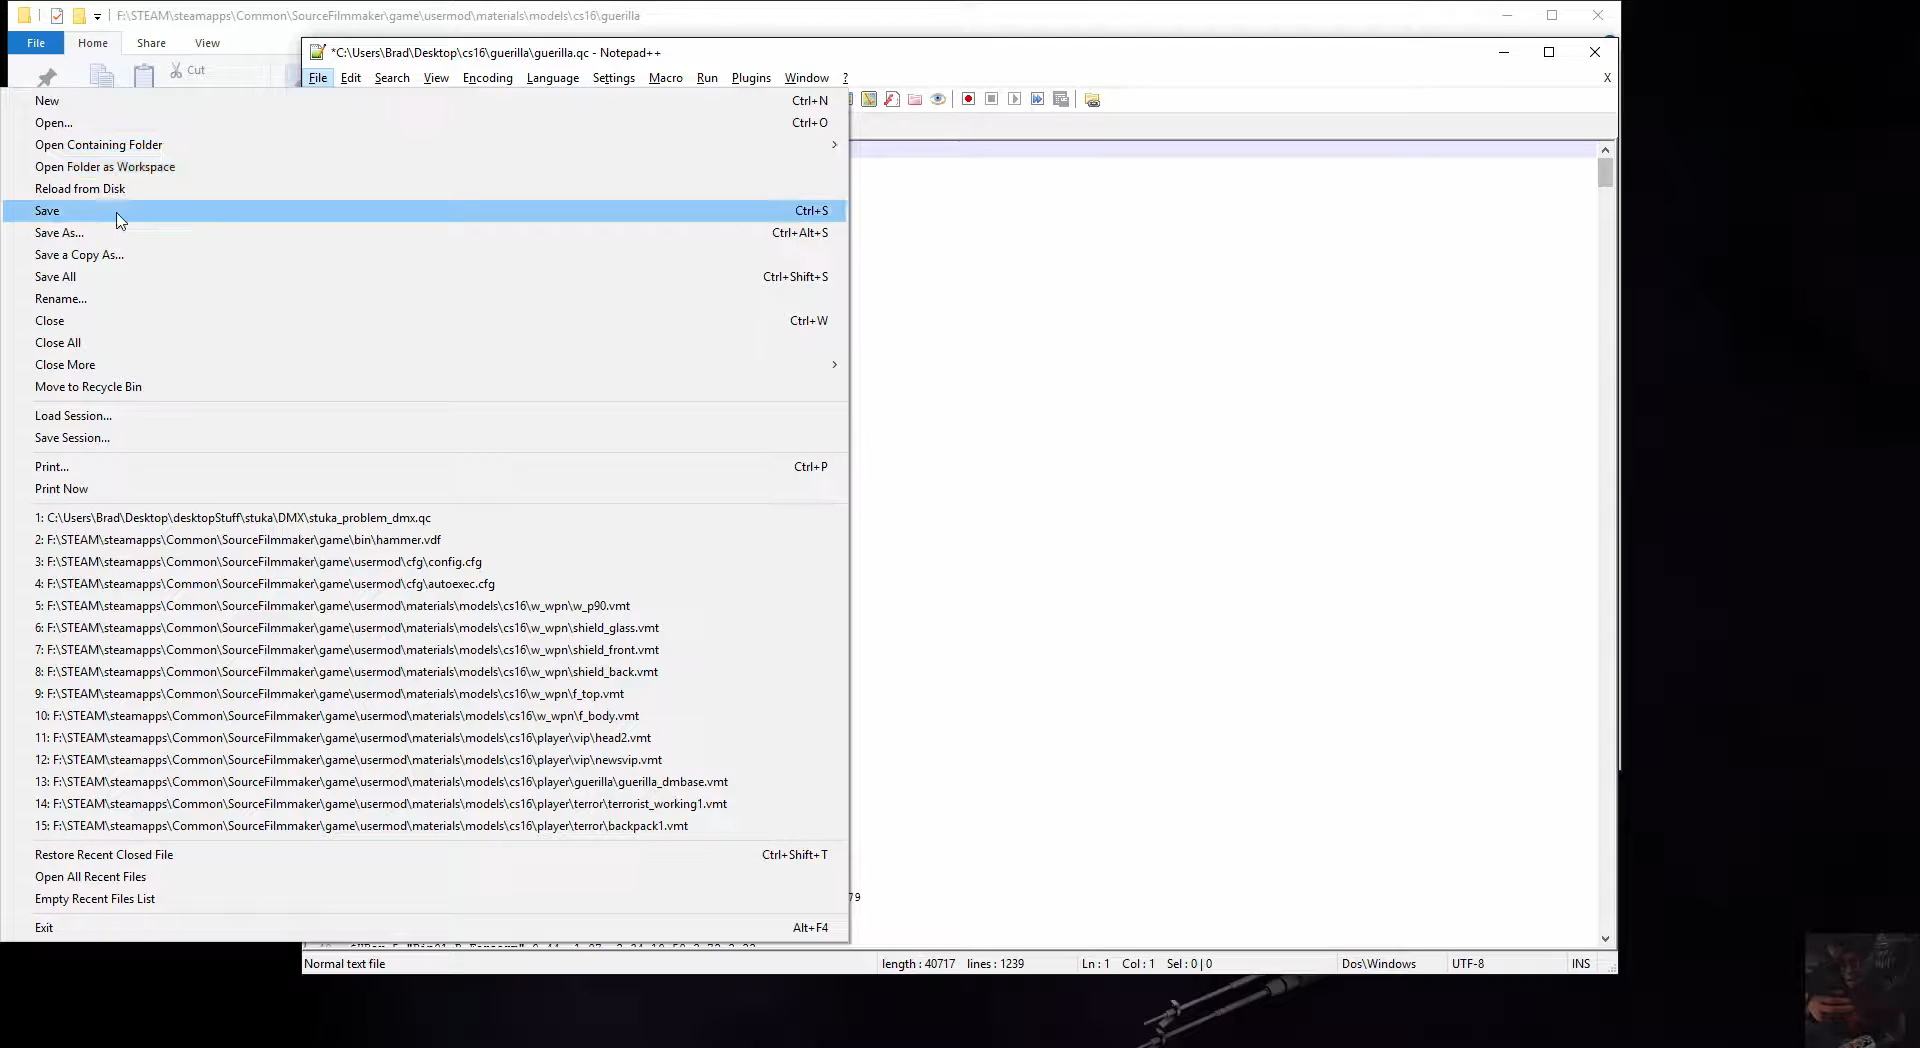 F:\STEAM\steamapps\Common\SourceFilmmaker\game\usermod\materials\models\cs16\guerilla
File Home Share View
Cut
*C:\Users\Brad\Desktop\cs16\guerilla\guerilla.qc - Notepad++
File Edit Search View Encoding Language Settings Macro Run Plugins Window ? X
New Ctrl+N
Open... Ctrl+O
Open Containing Folder
Open Folder as Workspace
Reload from Disk
Save Ctrl+S
Save As... Ctrl+Alt+S
Save a Copy As...
Save All Ctrl+Shift+S
Rename...
Close Ctrl+W
Close All
Close More
Move to Recycle Bin
Load Session...
Save Session...
Print... Ctrl+P
Print Now
1: C:\Users\Brad\Desktop\desktopStuff\stuka\DMX\stuka_problem_dmx.qc
2: F:\STEAM\steamapps\Common\SourceFilmmaker\game\bin\hammer.vdf
3: F:\STEAM\steamapps\Common\SourceFilmmaker\game\usermod\cfg\config.cfg
4: F:\STEAM\steamapps\Common\SourceFilmmaker\game\usermod\cfg\autoexec.cfg
5: F:\STEAM\steamapps\Common\SourceFilmmaker\game\usermod\materials\models\cs16\w_wpn\w_p90.vmt
6: F:\STEAM\steamapps\Common\SourceFilmmaker\game\usermod\materials\models\cs16\w_wpn\shield_glass.vmt
7: F:\STEAM\steamapps\Common\SourceFilmmaker\game\usermod\materials\models\cs16\w_wpn\shield_front.vmt
8: F:\STEAM\steamapps\Common\SourceFilmmaker\game\usermod\materials\models\cs16\w_wpn\shield_back.vmt
9: F:\STEAM\steamapps\Common\SourceFilmmaker\game\usermod\materials\models\cs16\w_wpn\f_top.vmt
10: F:\STEAM\steamapps\Common\SourceFilmmaker\game\usermod\materials\models\cs16\w_wpn\f_body.vmt
11: F:\STEAM\steamapps\Common\SourceFilmmaker\game\usermod\materials\models\cs16\player\vip\head2.vmt
12: F:\STEAM\steamapps\Common\SourceFilmmaker\game\usermod\materials\models\cs16\player\vip\newsvip.vmt
13: F:\STEAM\steamapps\Common\SourceFilmmaker\game\usermod\materials\models\cs16\player\guerilla\guerilla_dmbase.vmt
14: F:\STEAM\steamapps\Common\SourceFilmmaker\game\usermod\materials\models\cs16\player\terror\terrorist_working1.vmt
15: F:\STEAM\steamapps\Common\SourceFilmmaker\game\usermod\materials\models\cs16\player\terror\backpack1.vmt
Restore Recent Closed File Ctrl+Shift+T
Open All Recent Files
Empty Recent Files List
79
Exit Alt+F4
Normal text file length : 40717 lines : 1239 Ln : 1 Col : 1 Sel : 0 | 0 Dos\Windows UTF-8 INS